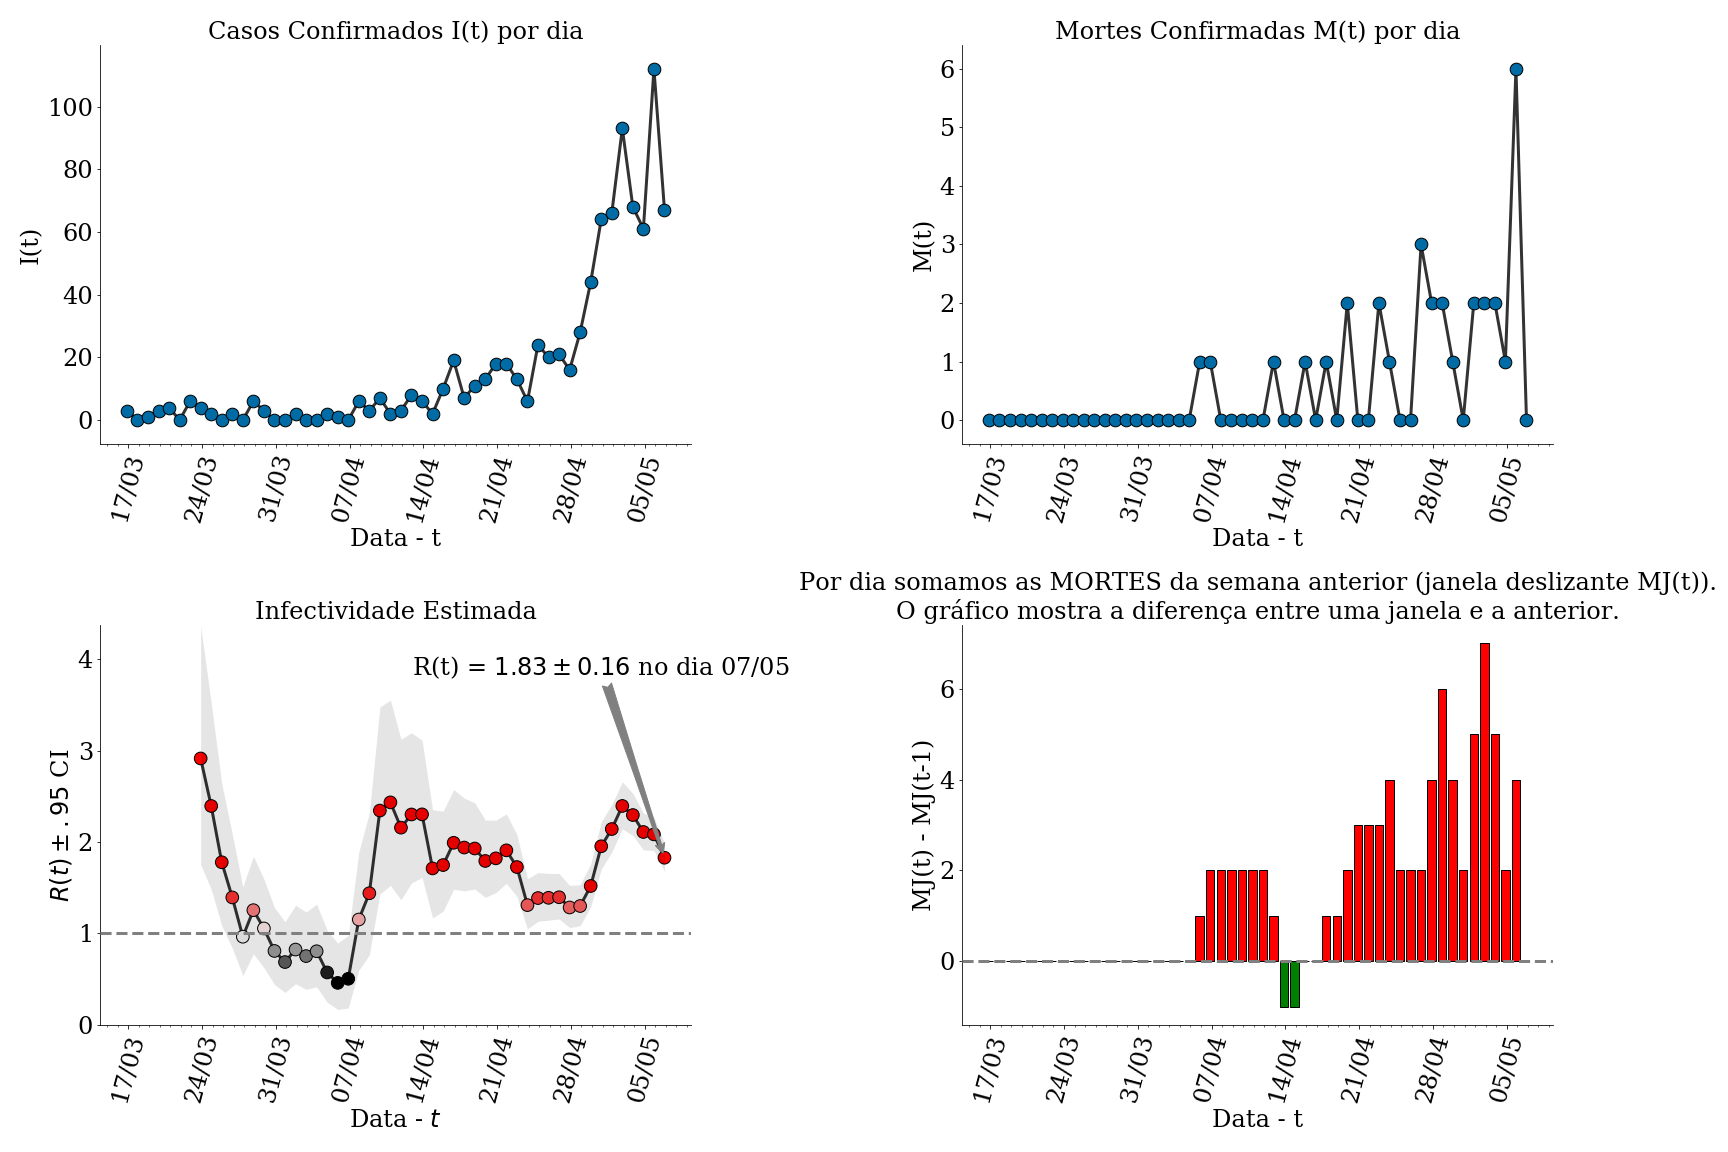 Casos Confirmados I(t) por dia
I(t)
100
80
60
40
20
0
17/03 24/03 31/03 07/04 14/04 21/04 28/04 05/05
Data - t
Mortes Confirmadas M(t) por dia
M(t)
6
5
4
3
2
1
0
17/03 24/03 31/03 07/04 14/04 21/04 28/04 05/05
Data - t
Infectividade Estimada
R(t) = 1.83 ± 0.16 no dia 07/05
R(t) ± .95 CI
4
3
2
1
0
17/03 24/03 31/03 07/04 14/04 21/04 28/04 05/05
Data - t
Por dia somamos as MORTES da semana anterior (janela deslizante MJ(t)).
O gráfico mostra a diferença entre uma janela e a anterior.
MJ(t) - MJ(t-1)
6
4
2
0
17/03 24/03 31/03 07/04 14/04 21/04 28/04 05/05
Data - t